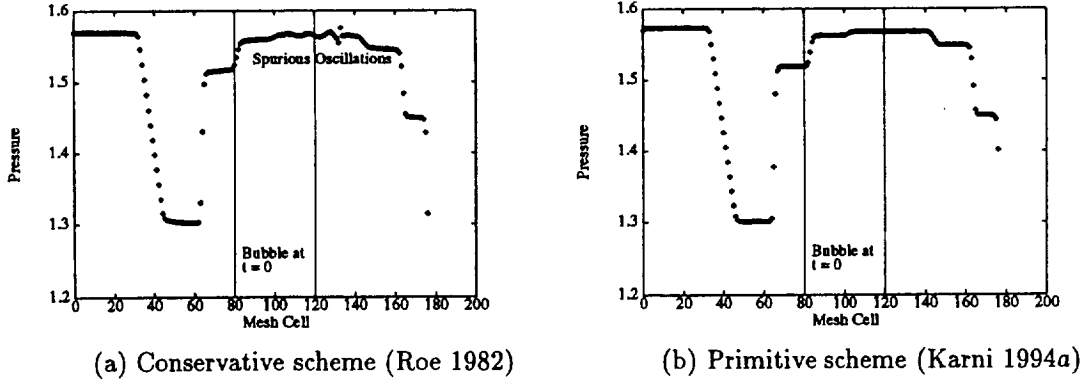 1.6
1.5
1.4
1.3
1.2
Pressure
Spurious Oscillations
Bubble at
t = 0
0 20 40 60 80 100 120 140 160 180 200
Mesh Cell
(a) Conservative scheme (Roe 1982)
1.6
1.5
1.4
1.3
1.2
Pressure
Bubble at
t = 0
0 20 40 60 80 100 120 140 160 180 200
Mesh Cell
(b) Primitive scheme (Karni 1994a)